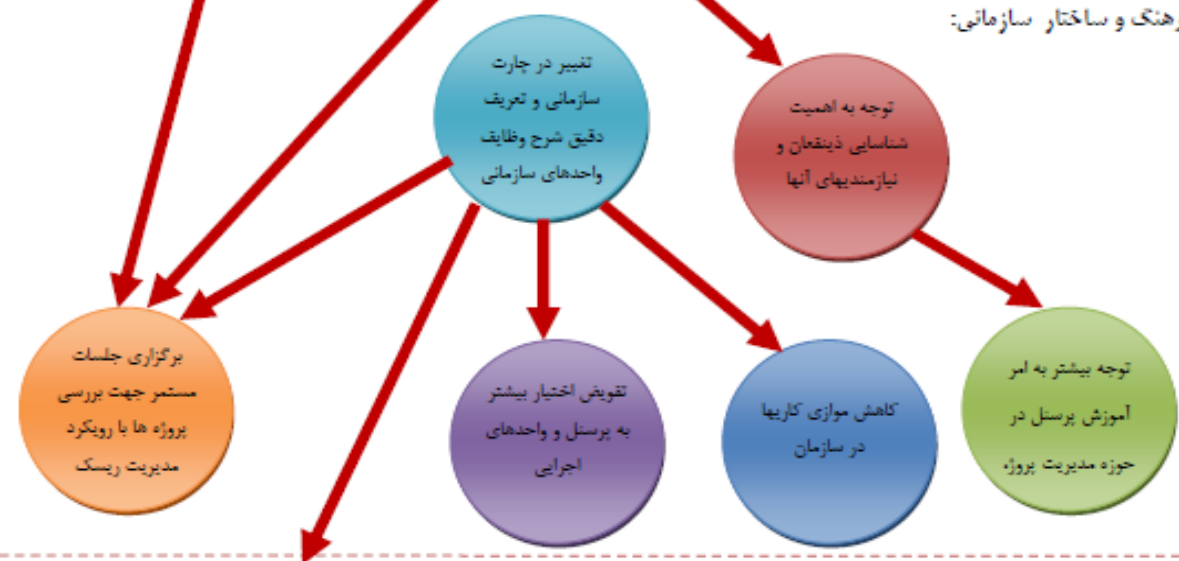 رهنگ و ساختار سازمانی:
توجه به اهمیت
شناسایی ذینفعان و
نیازمندیهای آنها
تغییر در چارت
سازمانی و تعریف
دقیق شرح وظایف
واحدهای سازمانی
توجه بیشتر به امر
آموزش پرسنل در
حوزه مدیریت پروژه
کاهش موازی کاریها
در سازمان
تفویض اختیار بیشتر
به پرسنل و واحدهای
اجرایی
برگزاری جلسات
مستمر جهت بررسی
پروژه ها با رویکرد
مدیریت ریسک